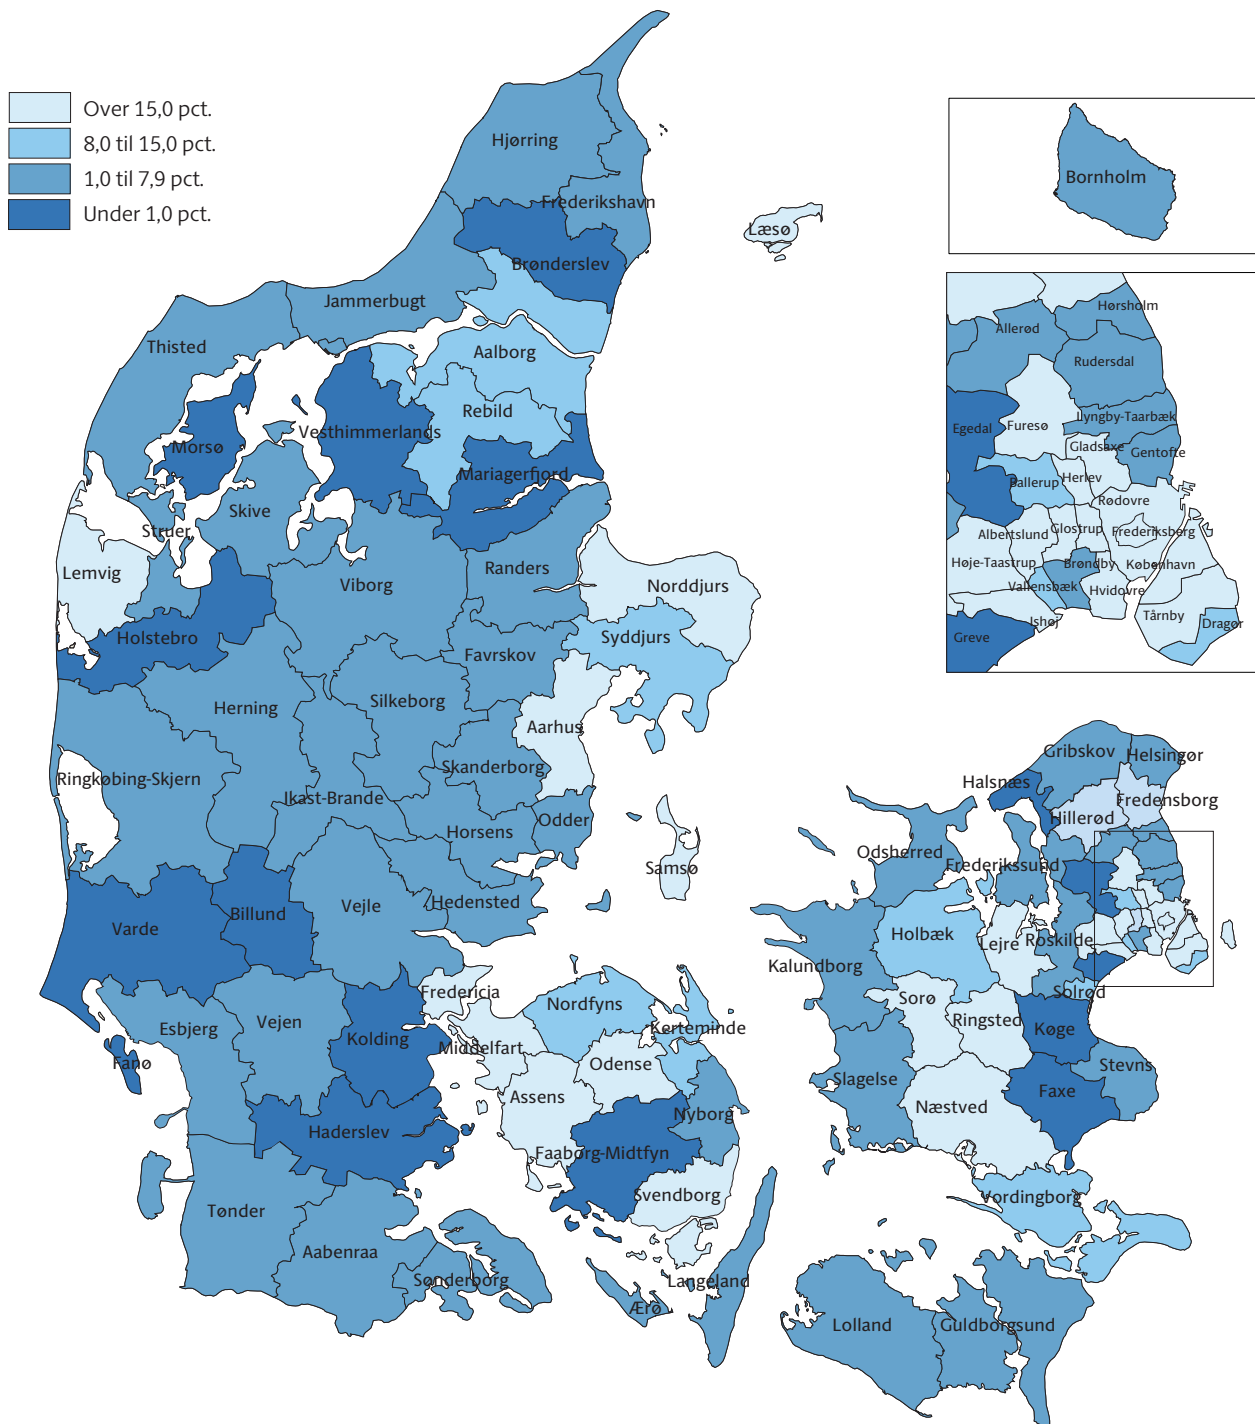 Over 15,0 pct.
8,0 til 15,0 pct.
1,0 til 7,9 pct.
Under 1,0 pct.
Hjørring
Frederikshavn
Læsø
Brønderslev
Jammerbugt
Thisted
Aalborg
Rebild
Vesthimmerlands
Morsø
Mariagerfjord
Skive
Struer
Lemvig
Viborg
Randers
Norddjurs
Holstebro
Syddjurs
Favrskov
Silkeborg
Herning
Aarhus
Skanderborg
Ringkøbing-Skjern
Ikast-Brande
Horsens
Odder
Samsø
Hedensted
Vejle
Billund
Varde
Fredericia
Esbjerg
Vejen
Kolding
Fanø
Haderslev
Tønder
Aabenraa
Sønderborg
Nordfyns
Kerteminde
Middelfart
Odense
Assens
Nyborg
Faaborg-Midtfyn
Svendborg
Langeland
Ærø
Bornholm
Hørsholm
Allerød
Rudersdal
Lyngby-Taarbæk
Egedal
Furesø
Gladsaxe
Gentofte
Ballerup
Herlev
Rødovre
Albertslund
Glostrup
Frederiksberg
Høje-Taastrup
Brøndby
København
Vallensbæk
Hvidovre
Ishøj
Tårnby
Dragør
Greve
Gribskov
Helsingør
Halsnæs
Fredensborg
Hillerød
Odsherred
Frederikssund
Holbæk
Lejre
Roskilde
Kalundborg
Sorø
Solrød
Ringsted
Køge
Stevns
Slagelse
Faxe
Næstved
Vordingborg
Lolland
Guldborgsund